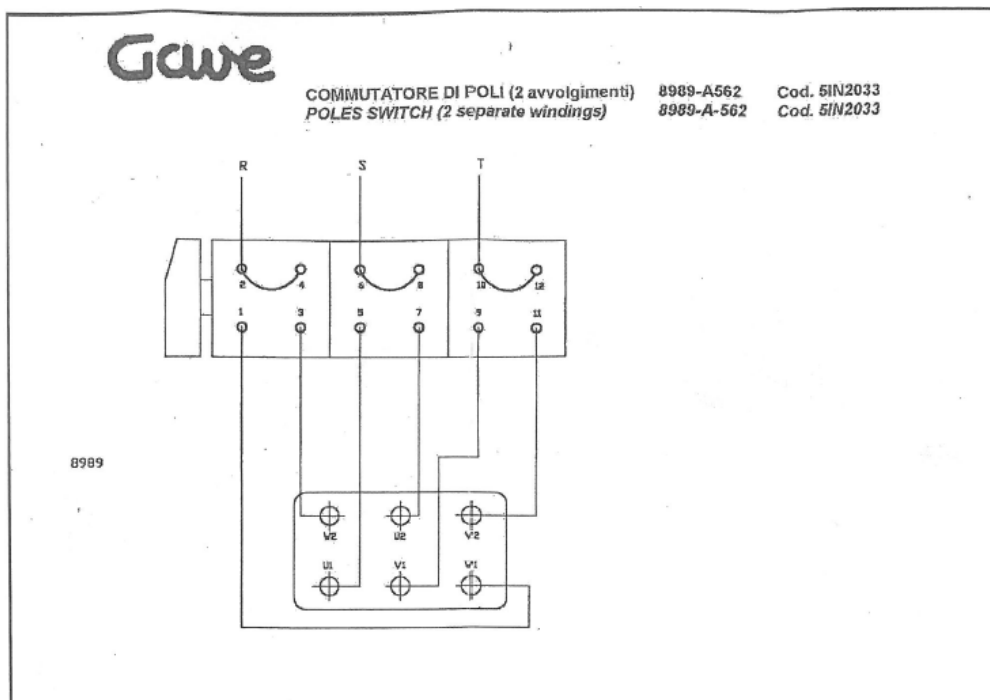 Gave
COMMUTATORE DI POLI (2 avvolgimenti) 8989-A562 Cod. 5IN2033
POLES SWITCH (2 separate windings) 8989-A-562 Cod. 5IN2033
R S T
2 4 6 8 10 12
1 3 5 7 9 11
8989
W2 U2 V2
U1 V1 W1